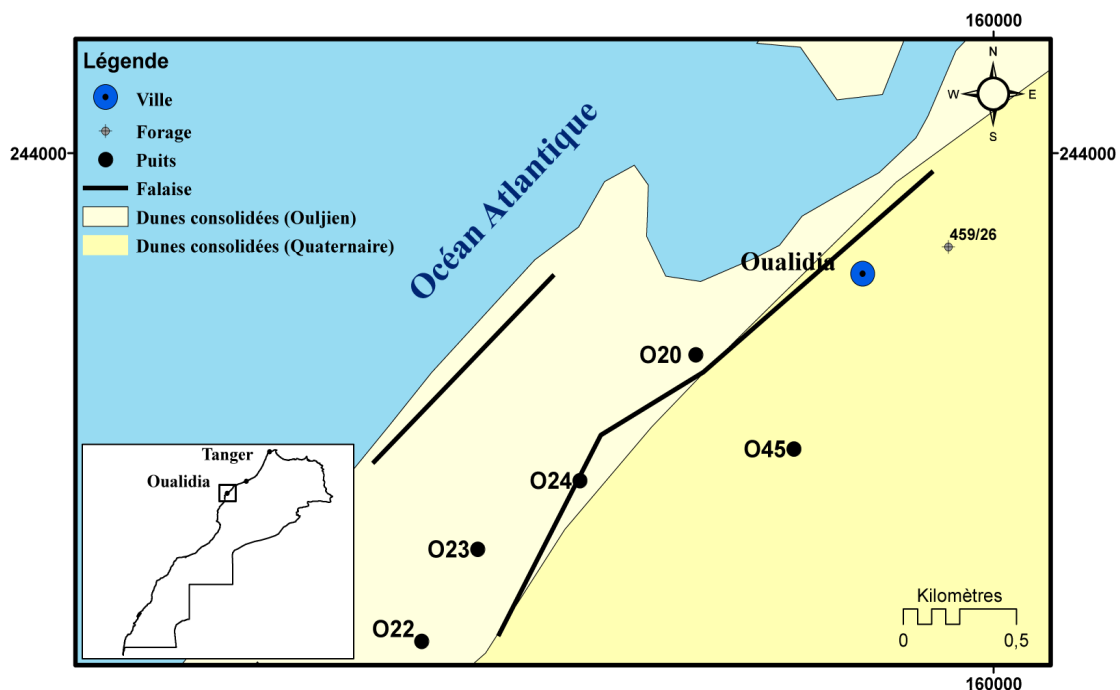 160000
Légende
Ville
Forage
Puits
Falaise
Dunes consolidées (Ouljien)
Dunes consolidées (Quaternaire)
Océan Atlantique
N
W E
S
244000
244000
459/26
Oualidia
O20
O45
O24
O23
O22
Tanger
Oualidia
Kilomètres
0 0,5
160000